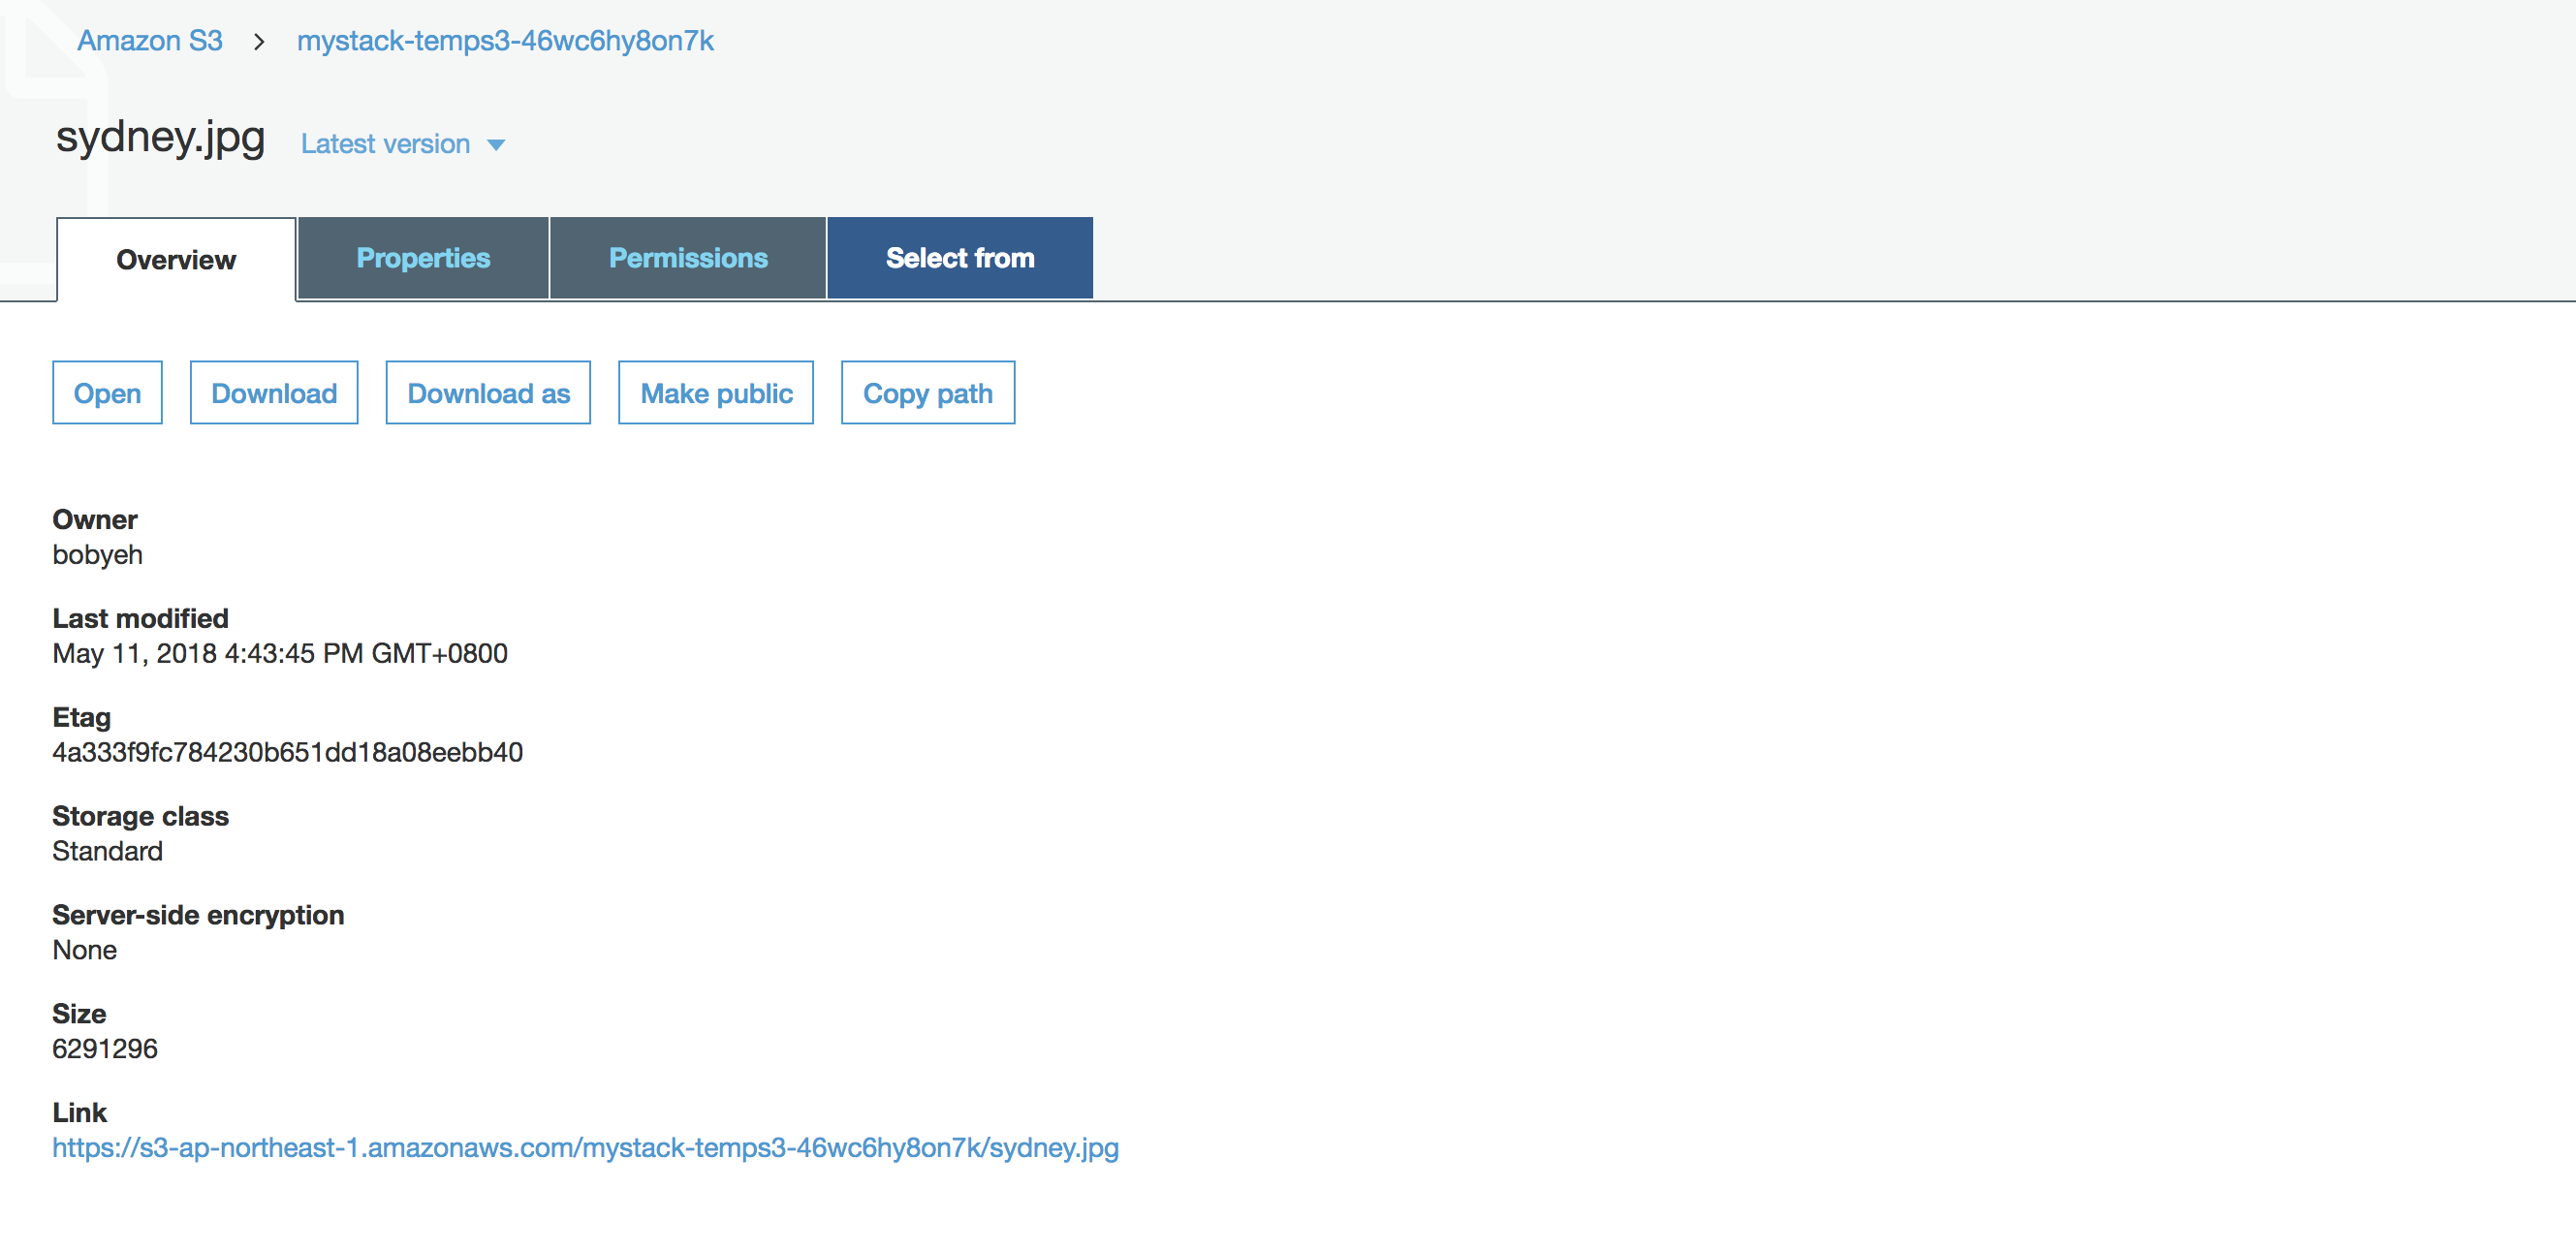 Amazon S3 > mystack-temps3-46wc6hy8on7k
sydney.jpg Latest version
Overview Properties Permissions Select from
Open Download Download as Make public Copy path
Owner
bobyeh
Last modified
May 11, 2018 4:43:45 PM GMT+0800
Etag
4a333f9fc784230b651dd18a08eebb40
Storage class
Standard
Server-side encryption
None
Size
6291296
Link
https://s3-ap-northeast-1.amazonaws.com/mystack-temps3-46wc6hy8on7k/sydney.jpg